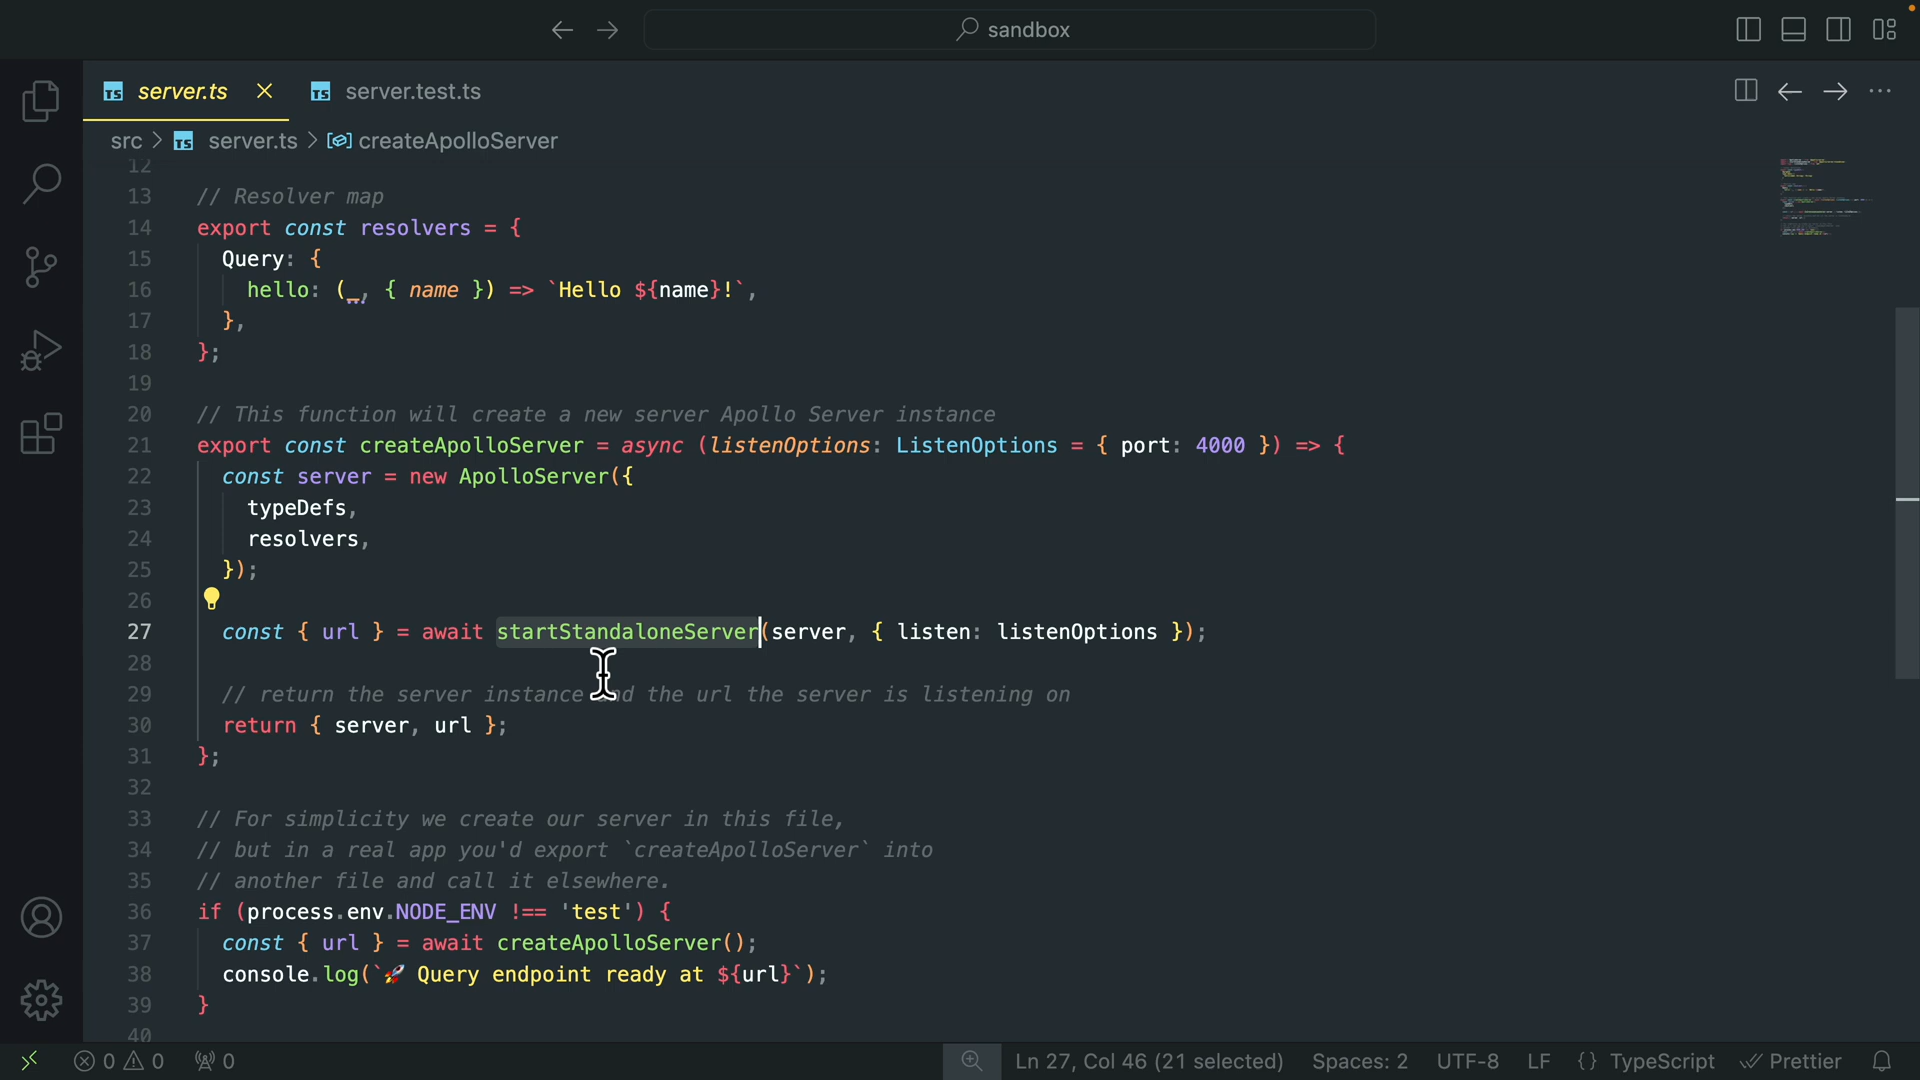 sandbox
server.ts
server.test.ts
src > server.ts > createApolloServer
12
13 // Resolver map
14 export const resolvers = {
15 Query: {
16 hello: (_, { name }) => `Hello ${name}!`,
17 },
18 };
19
20 // This function will create a new server Apollo Server instance
21 export const createApolloServer = async (listenOptions: ListenOptions = { port: 4000 }) => {
22 const server = new ApolloServer({
23 typeDefs,
24 resolvers,
25 });
26
27 const { url } = await startStandaloneServer(server, { listen: listenOptions });
28
29 // return the server instance and the url the server is listening on
30 return { server, url };
31 };
32
33 // For simplicity we create our server in this file,
34 // but in a real app you'd export `createApolloServer` into
35 // another file and call it elsewhere.
36 if (process.env.NODE_ENV !== 'test') {
37 const { url } = await createApolloServer();
38 console.log(`🚀 Query endpoint ready at ${url}`);
39 }
40
0 0 0 Ln 27, Col 46 (21 selected) Spaces: 2 UTF-8 LF {} TypeScript Prettier